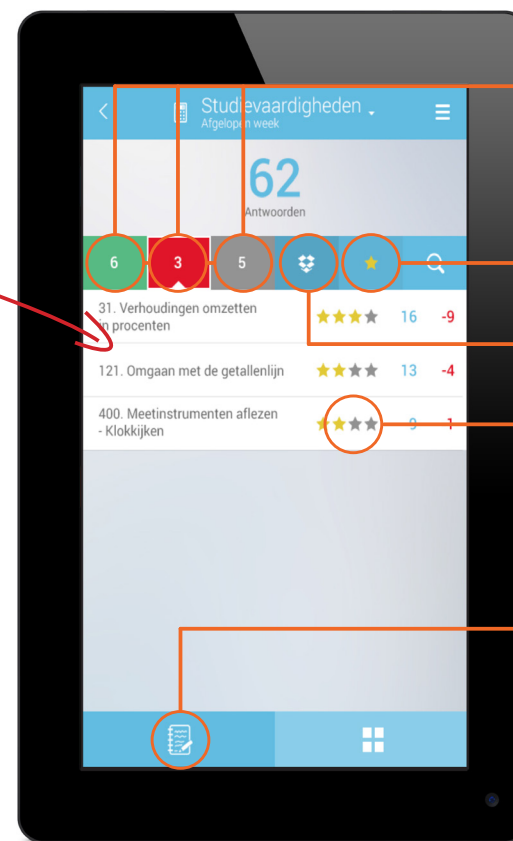 Studievaardigheden
Afgelopen week
62
Antwoorden
6 3 5
31. Verhoudingen omzetten
in procenten
16 -9
121. Omgaan met de getallenlijn
13 -4
400. Meetinstrumenten aflezen
- Klokkijken
9 -1